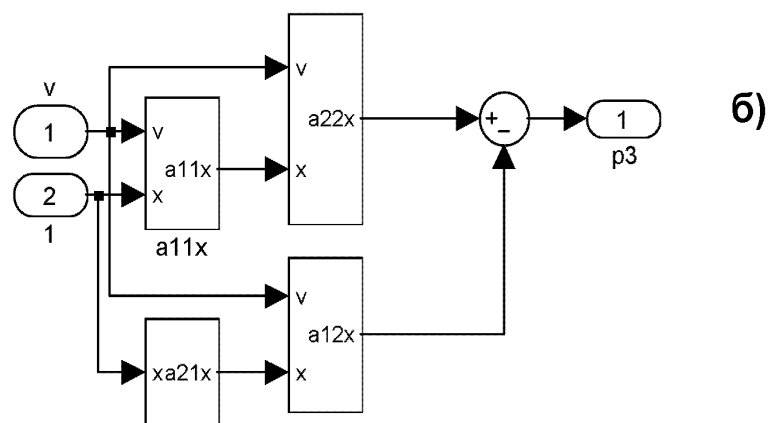 v
1
2
1
v
a11x
x
a11x
v
a22x
x
+
–
1
p3
б)
v
a12x
x
xa21x